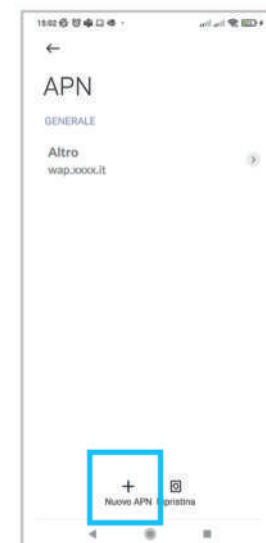 15:02
APN
GENERALE
Altro
wap.xxxx.it
Nuovo APN Ripristina